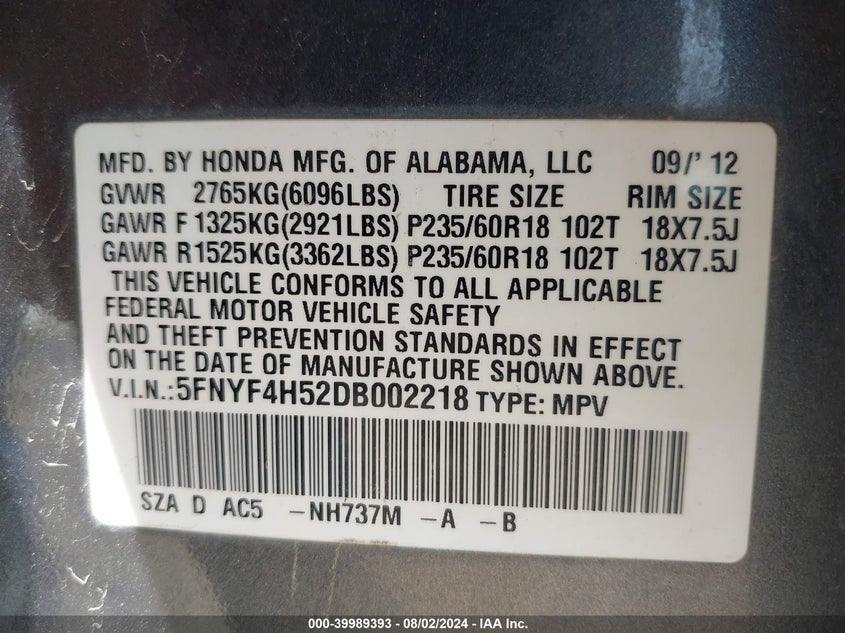 MFD. BY HONDA MFG. OF ALABAMA, LLC 09/' 12
GVWR 2765KG(6096LBS) TIRE SIZE RIM SIZE
GAWR F 1325KG(2921LBS) P235/60R18 102T 18X7.5J
GAWR R1525KG(3362LBS) P235/60R18 102T 18X7.5J
THIS VEHICLE CONFORMS TO ALL APPLICABLE
FEDERAL MOTOR VEHICLE SAFETY
AND THEFT PREVENTION STANDARDS IN EFFECT
ON THE DATE OF MANUFACTURE SHOWN ABOVE.
V.I.N.:5FNYF4H52DB002218 TYPE: MPV
SZA D AC5 -NH737M -A -B
000-39989393 - 08/02/2024 - IAA Inc.